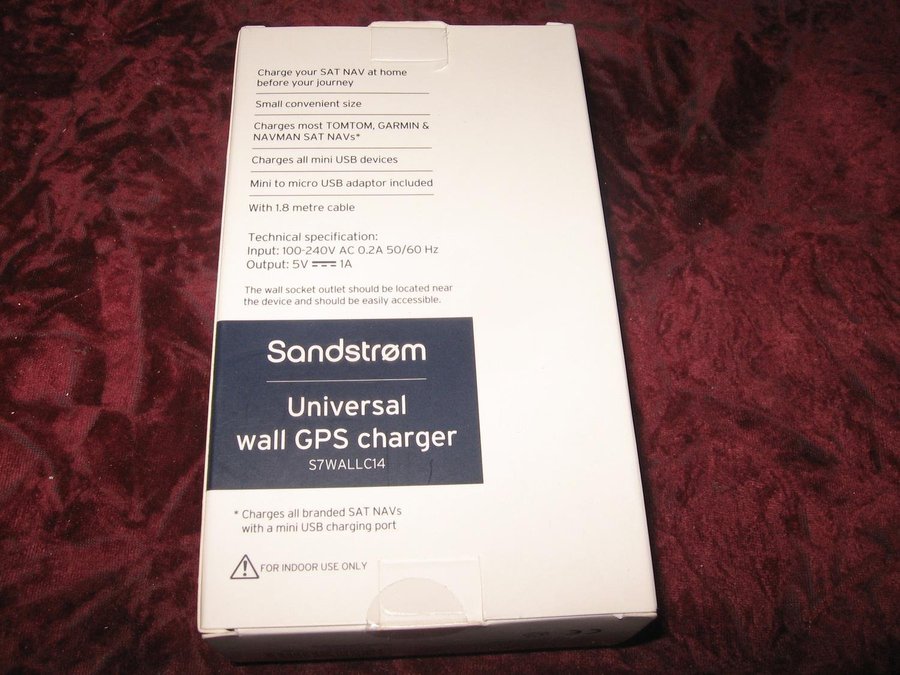 Charge your SAT NAV at home
before your journey
Small convenient size
Charges most TOMTOM, GARMIN &
NAVMAN SAT NAVs*
Charges all mini USB devices
Mini to micro USB adaptor included
With 1.8 metre cable
Technical specification:
Input: 100-240V AC 0.2A 50/60 Hz
Output: 5V ⎓ 1A
The wall socket outlet should be located near
the device and should be easily accessible.
Sandstrøm
Universal
wall GPS charger
S7WALLC14
* Charges all branded SAT NAVs
with a mini USB charging port
FOR INDOOR USE ONLY